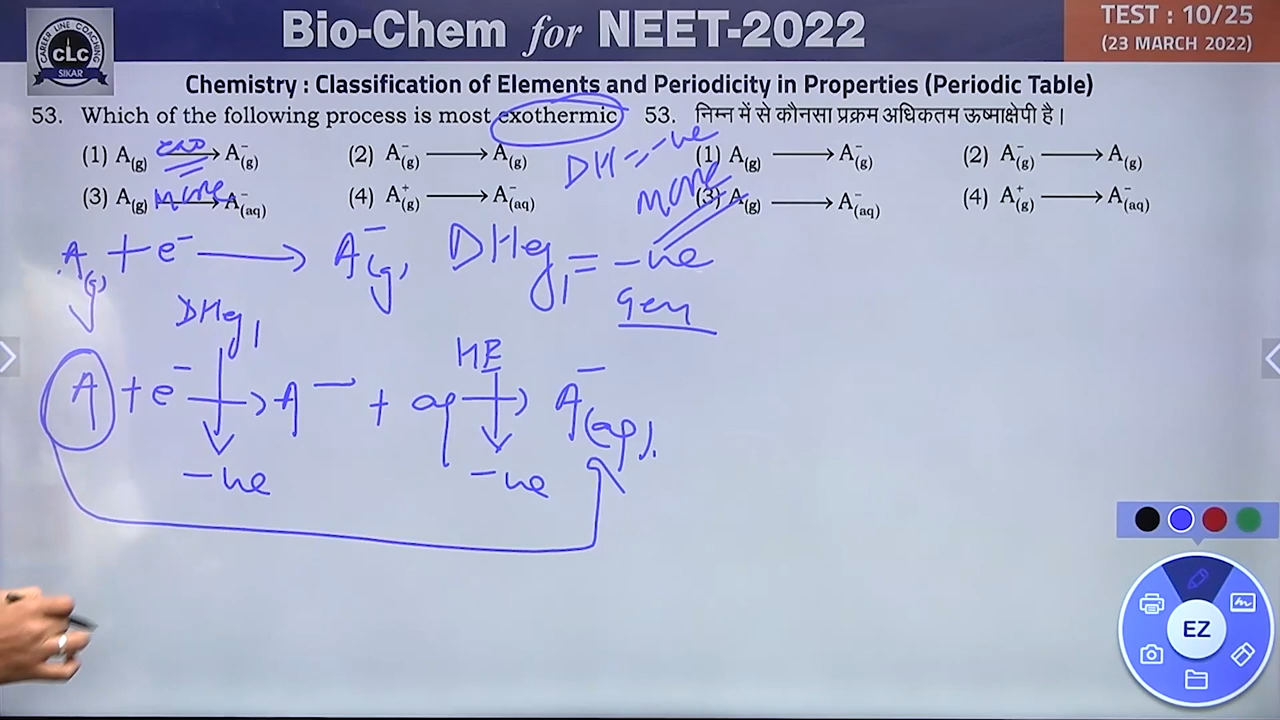 CAREER LINE COACHING
CLC
SIKAR
Bio-Chem for NEET-2022
TEST : 10/25
(23 MARCH 2022)
Chemistry : Classification of Elements and Periodicity in Properties (Periodic Table)
53. Which of the following process is most exothermic
(1) A(g) ⟶ A⁻(g) (2) A⁻(g) ⟶ A(g)
(3) A(g) ⟶ A⁻(aq) (4) A⁺(g) ⟶ A⁻(aq)
53. निम्न में से कौनसा प्रक्रम अधिकतम ऊष्माक्षेपी है।
(1) A(g) ⟶ A⁻(g) (2) A⁻(g) ⟶ A(g)
(3) A(g) ⟶ A⁻(aq) (4) A⁺(g) ⟶ A⁻(aq)
exo
more
DH = -ve
more
A(g) + e⁻ ⟶ A⁻(g) DHeg₁ = -ve
gen
DHeg₁ HE
A + e⁻ → A⁻ + aq → A⁻(aq).
-ve -ve
EZ